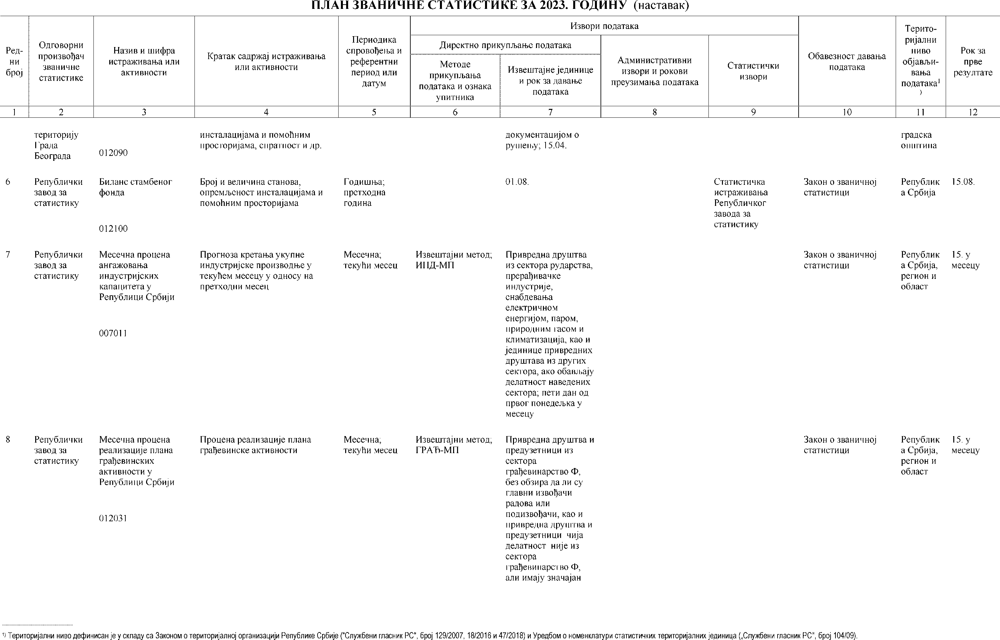 ПЛАН ЗВАНИЧНЕ СТАТИСТИКЕ ЗА 2023. ГОДИНУ (наставак)
Ред-
ни
број
Одговорни
произвођач
званичне
статистике
Назив и шифра
истраживања или
активности
Кратак садржај истраживања
или активности
Периодика
спровођења и
референтни
период или
датум
Извори података
Директно прикупљање података
Методе
прикупљања
података и ознака
упитника
Извештајне јединице
и рок за давање
података
Административни
извори и рокови
преузимања података
Статистички
извори
Обавезност давања
података
Терито-
ријални
ниво
објављи-
вања
података¹
)
Рок за
прве
резултате
1 2 3 4 5 6 7 8 9 10 11 12
територију
Града
Београда
012090
инсталацијама и помоћним
просторијама, спратност и др.
документацијом о
рушењу; 15.04.
градска
општина
6
Републички
завод за
статистику
Биланс стамбеног
фонда
012100
Број и величина станова,
опремљеност инсталацијама и
помоћним просторијама
Годишња;
претходна
година
01.08.
Статистичка
истраживања
Републичког
завода за
статистику
Закон о званичној
статистици
Републик
а Србија
15.08.
7
Републички
завод за
статистику
Месечна процена
ангажовања
индустријских
капацитета у
Републици Србији
007011
Прогноза кретања укупне
индустријске производње у
текућем месецу у односу на
претходни месец
Месечна;
текући месец
Извештајни метод;
ИНД-МП
Привредна друштва
из сектора рударства,
прерађивачке
индустрије,
снабдевања
електричном
енергијом, паром,
природним гасом и
климатизација, као и
јединице привредних
друштава из других
сектора, ако обављају
делатност наведених
сектора; пети дан од
првог понедељка у
месецу
Закон о званичној
статистици
Републик
а Србија,
регион и
област
15. у
месецу
8
Републички
завод за
статистику
Месечна процена
реализације плана
грађевинских
активности у
Републици Србији
012031
Процена реализације плана
грађевинске активности
Месечна;
текући месец
Извештајни метод;
ГРАЂ-МП
Привредна друштва и
предузетници из
сектора
грађевинарство Ф,
без обзира да ли су
главни извођачи
радова или
подизвођачи, као и
привредна друштва и
предузетници чија
делатност није из
сектора
грађевинарство Ф,
али имају значајан
Закон о званичној
статистици
Републик
а Србија,
регион и
област
15. у
месецу
¹⁾ Територијални ниво дефинисан је у складу са Законом о територијалној организацији Републике Србије ("Службени гласник РС", број 129/2007, 18/2016 и 47/2018) и Уредбом о номенклатури статистичких територијалних јединица („Службени гласник РС", број 104/09).